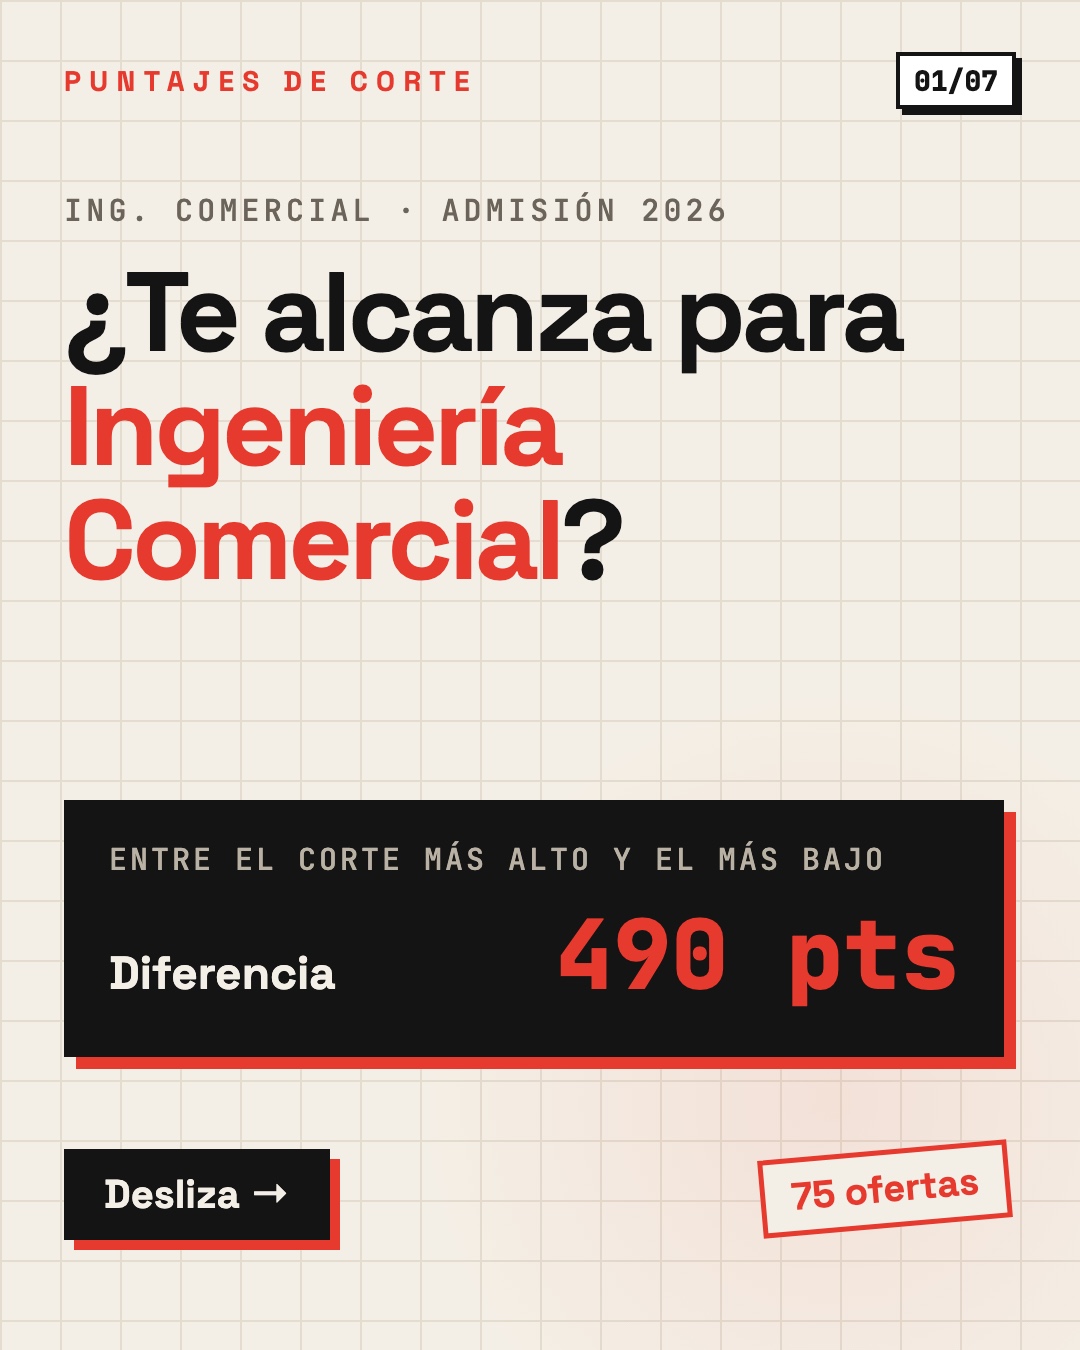 PUNTAJES DE CORTE
01/07
ING. COMERCIAL · ADMISIÓN 2026
¿Te alcanza para
Ingeniería
Comercial?
ENTRE EL CORTE MÁS ALTO Y EL MÁS BAJO
Diferencia 490 pts
Desliza →
75 ofertas